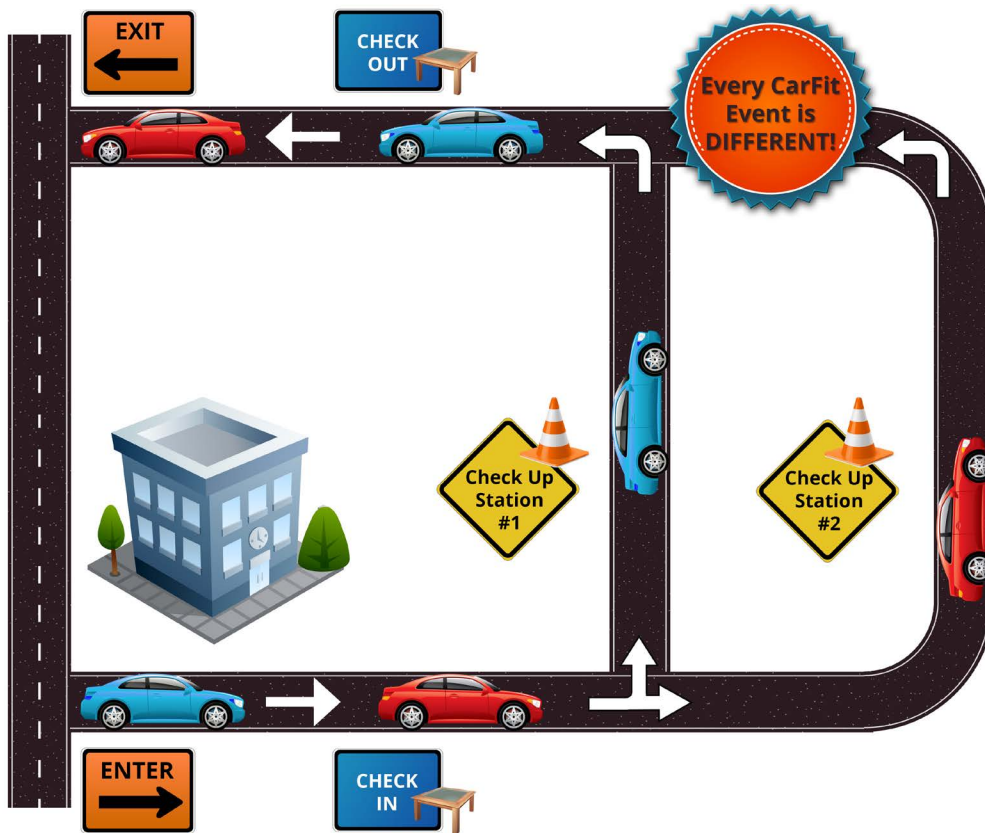 EXIT
CHECK
OUT
Every CarFit
Event is
DIFFERENT!
Check Up
Station
#1
Check Up
Station
#2
ENTER
CHECK
IN